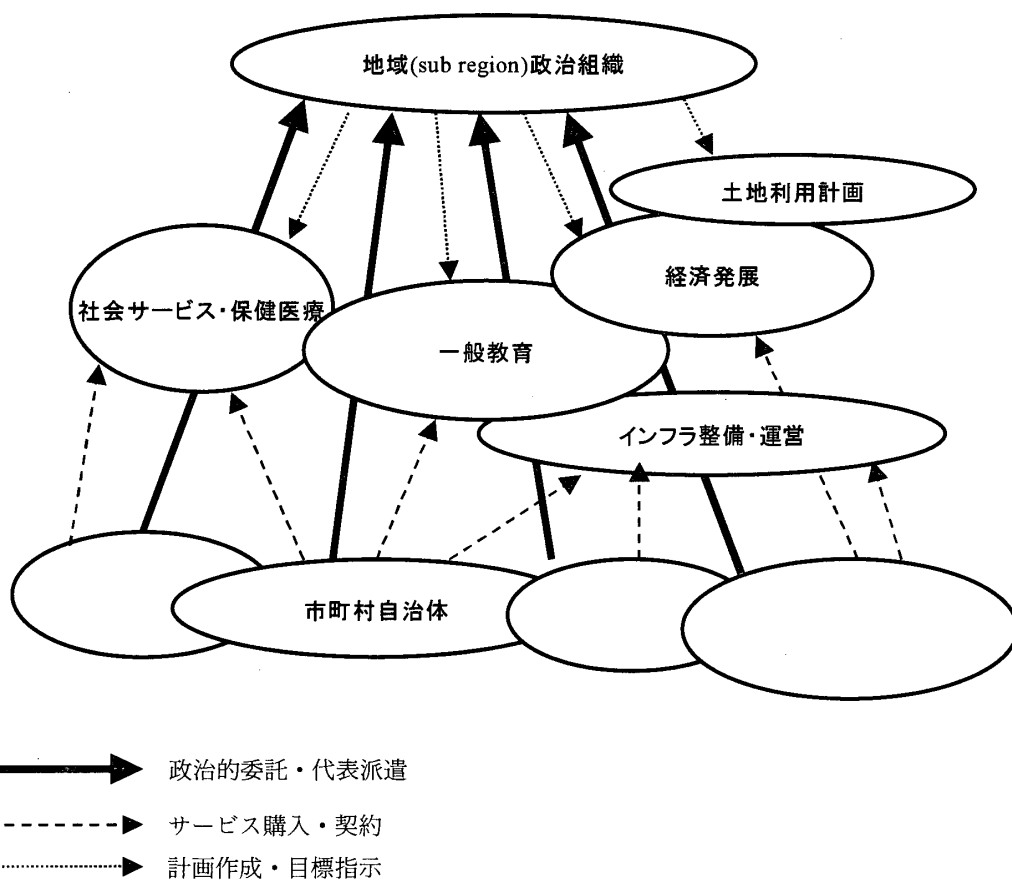 地域(sub region)政治組織
土地利用計画
経済発展
社会サービス・保健医療
一般教育
インフラ整備・運営
市町村自治体
政治的委託・代表派遣
サービス購入・契約
計画作成・目標指示